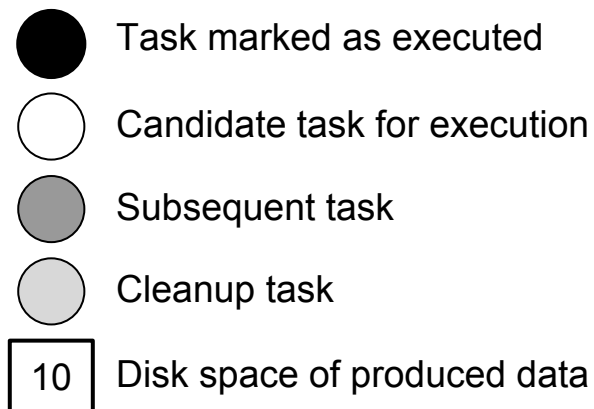 Task marked as executed
Candidate task for execution
Subsequent task
Cleanup task
10 Disk space of produced data